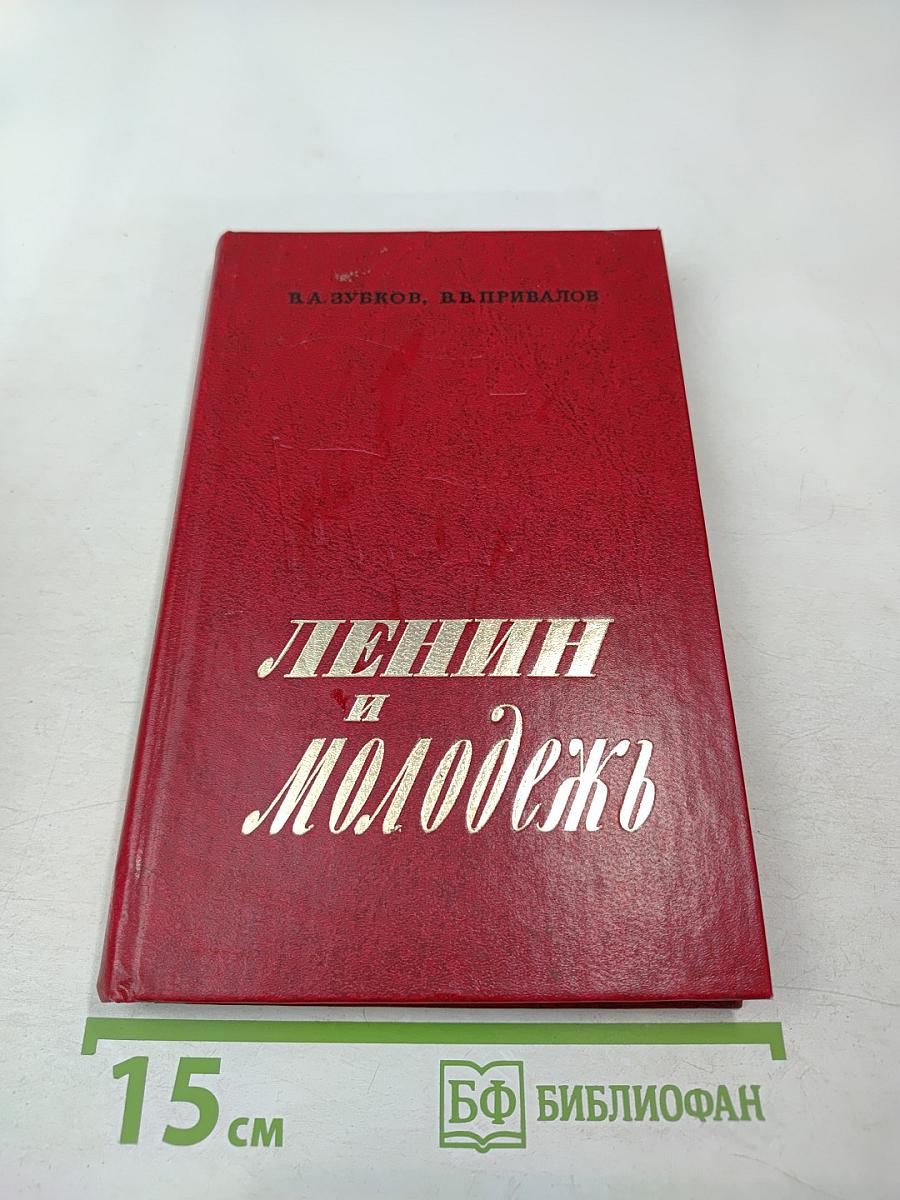 В.А.ЗУБКОВ, В.В.ПРИВАЛОВ
ЛЕНИН
и
молодежь
15 см
БФ БИБЛИОФАН